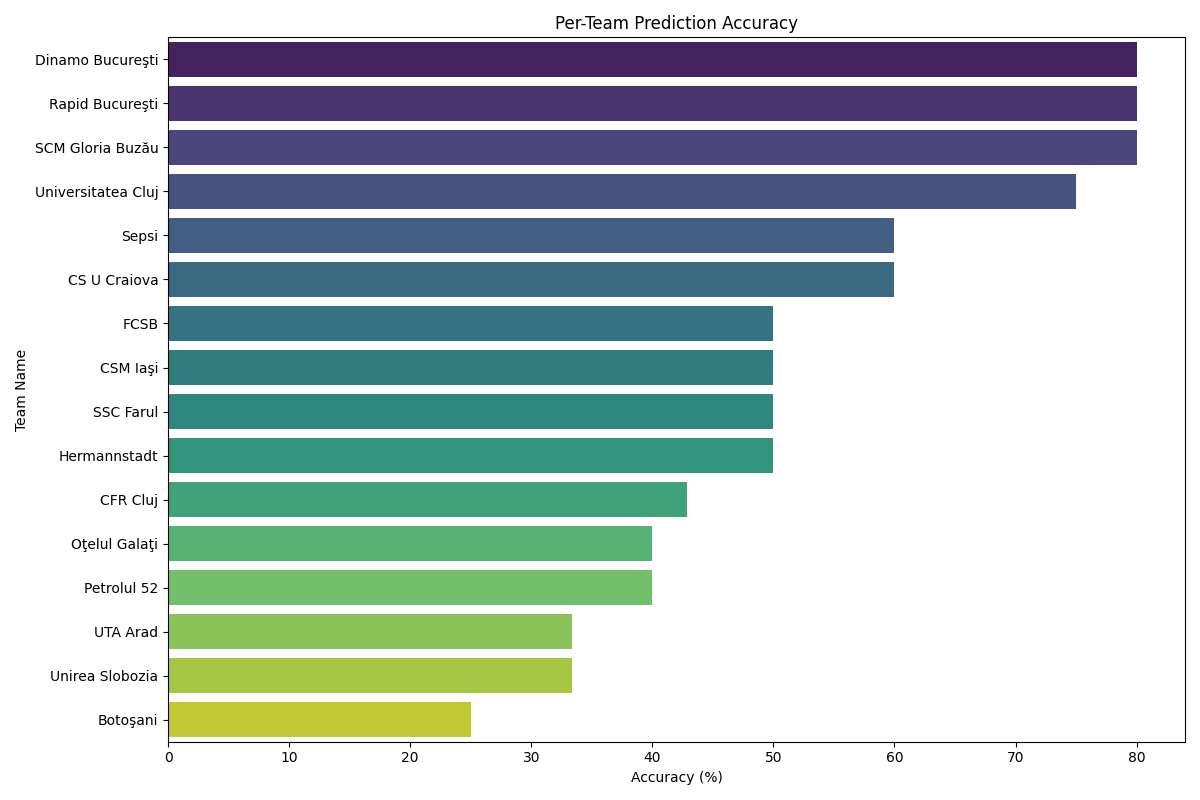 Per-Team Prediction Accuracy
Team Name
Dinamo Bucureşti
Rapid Bucureşti
SCM Gloria Buzău
Universitatea Cluj
Sepsi
CS U Craiova
FCSB
CSM Iaşi
SSC Farul
Hermannstadt
CFR Cluj
Oţelul Galaţi
Petrolul 52
UTA Arad
Unirea Slobozia
Botoşani
0 10 20 30 40 50 60 70 80
Accuracy (%)